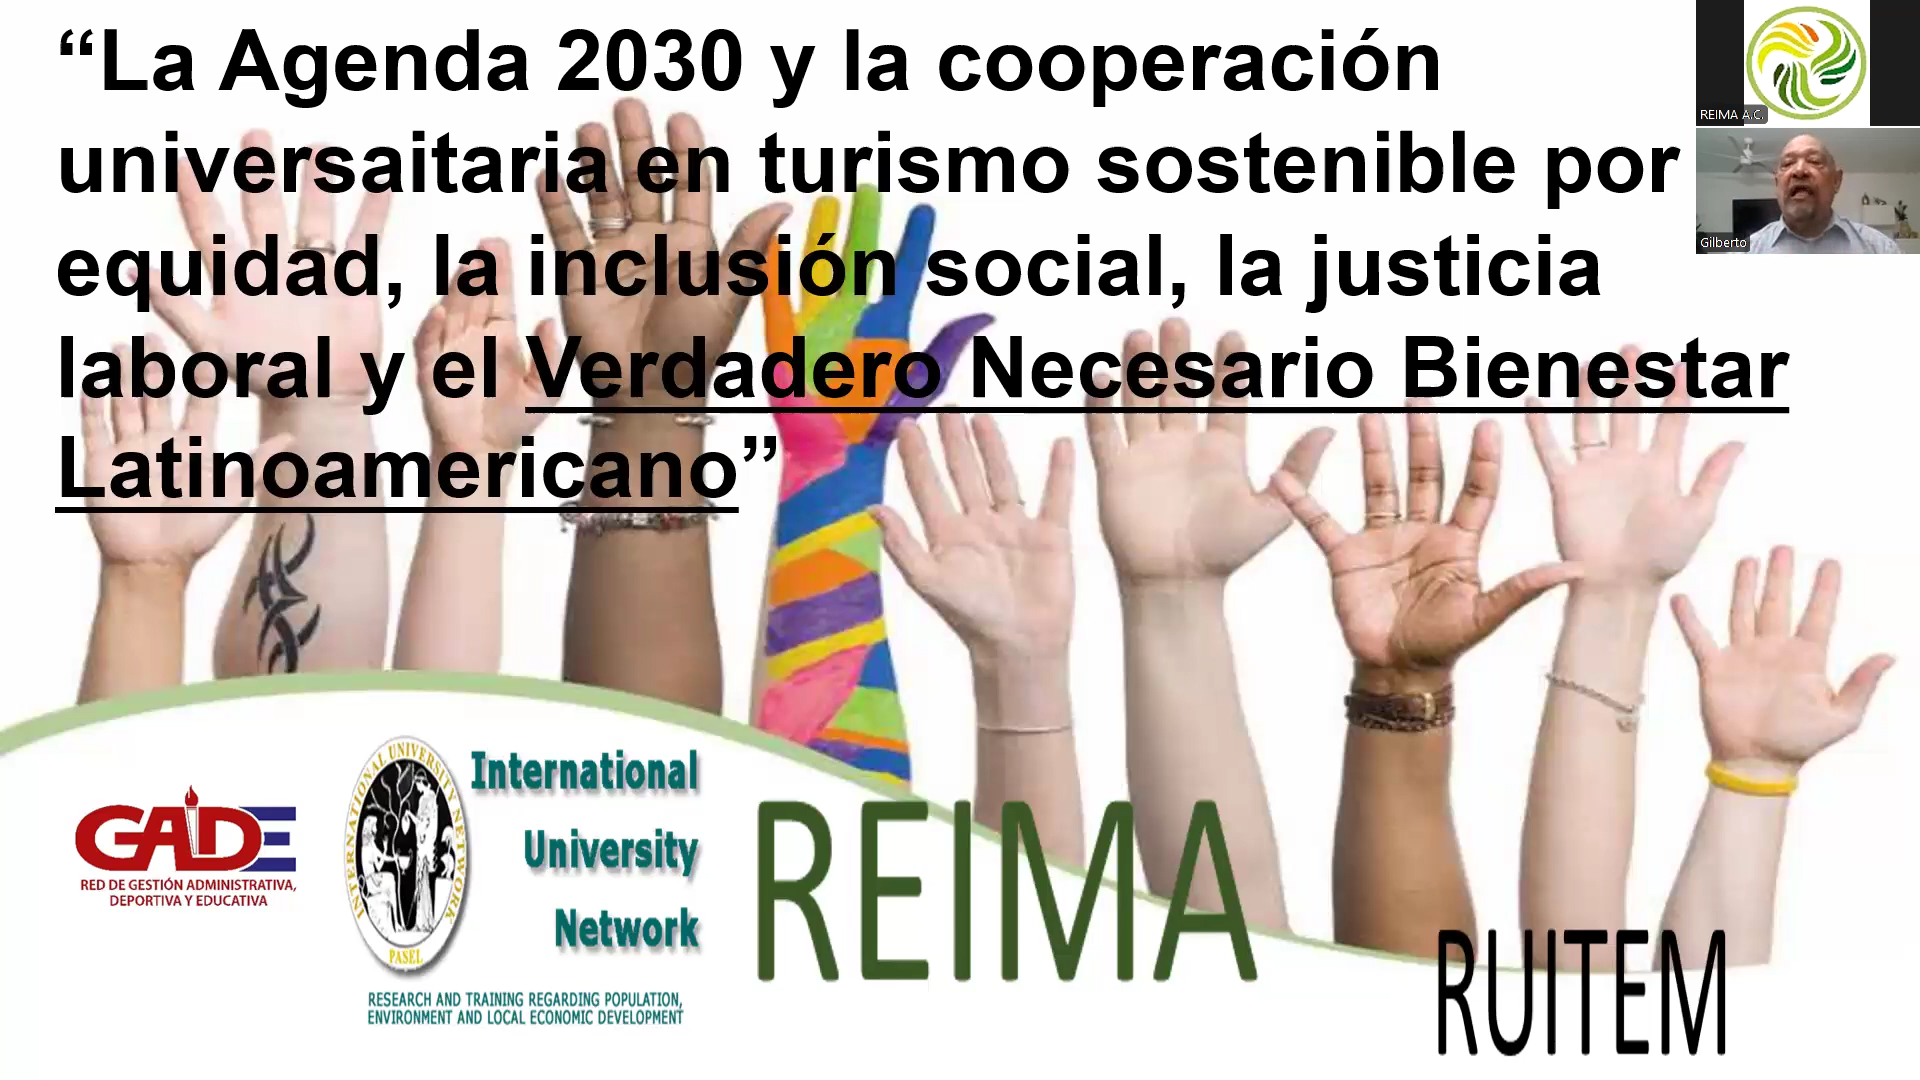 “La Agenda 2030 y la cooperación
universaitaria en turismo sostenible por
equidad, la inclusión social, la justicia
laboral y el Verdadero Necesario Bienestar
Latinoamericano”
REIMA A.C.
Gilberto
GADE
RED DE GESTIÓN ADMINISTRATIVA,
DEPORTIVA Y EDUCATIVA
INTERNATIONAL UNIVERSITY NETWORK
PASEL
International
University
Network
RESEARCH AND TRAINING REGARDING POPULATION,
ENVIRONMENT AND LOCAL ECONOMIC DEVELOPMENT
REIMA
RUITEM